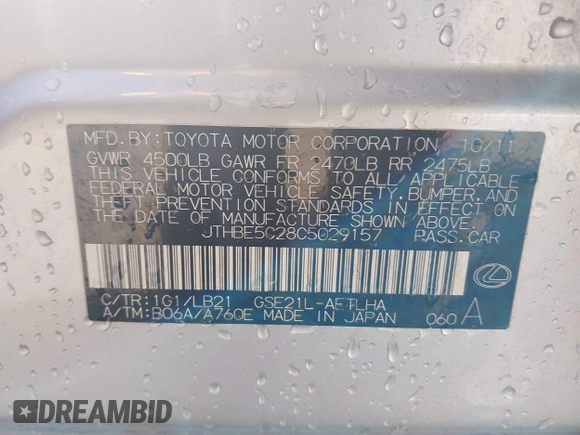 MFD. BY: TOYOTA MOTOR CORPORATION 10/11
GVWR 4500LB GAWR FR 2470LB RR 2475LB
THIS VEHICLE CONFORMS TO ALL APPLICABLE
FEDERAL MOTOR VEHICLE SAFETY, BUMPER, AND
THEFT PREVENTION STANDARDS IN EFFECT ON
THE DATE OF MANUFACTURE SHOWN ABOVE.
JTHBE5C28C5029157 PASS.CAR
C/TR:1G1/LB21 GSE21L-AETLHA
A/TM:B06A/A760E MADE IN JAPAN 060 A
DREAMBID